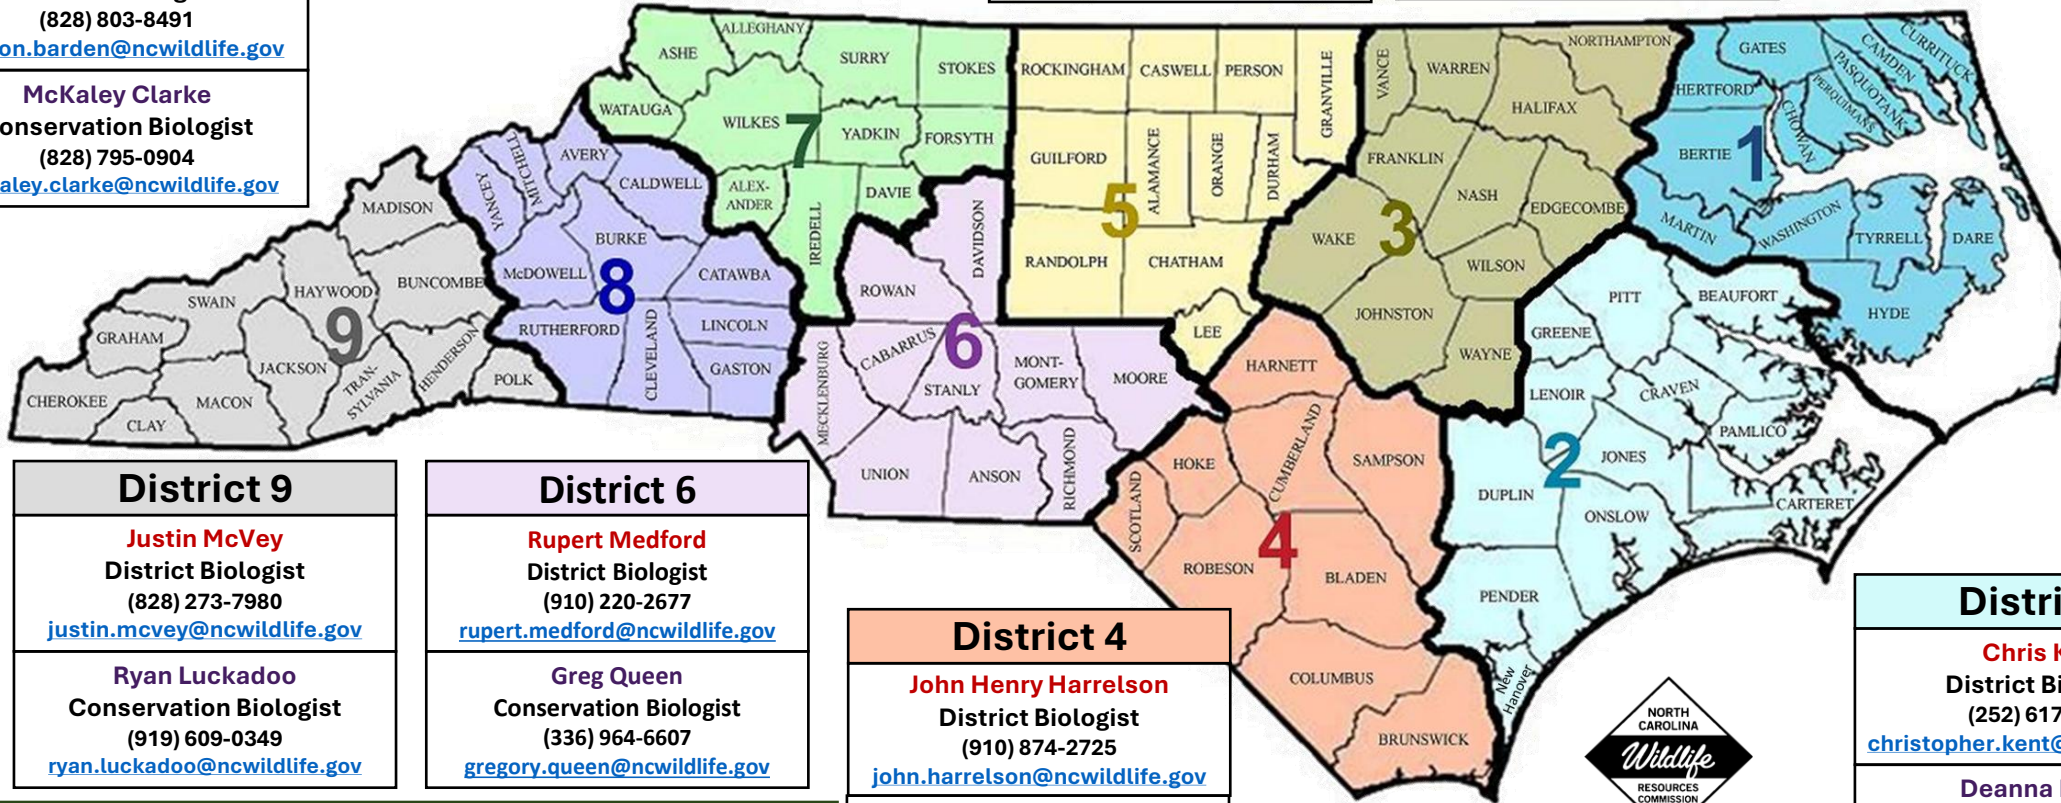 (828) 803-8491
on.barden@ncwildlife.gov
McKaley Clarke
onservation Biologist
(828) 795-0904
aley.clarke@ncwildlife.gov
ASHE
ALLEGHANY
SURRY
STOKES
WATAUGA
WILKES
7
YADKIN
FORSYTH
ALEX-
ANDER
IREDELL
DAVIE
ROCKINGHAM
CASWELL
PERSON
GRANVILLE
GUILFORD
ALAMANCE
ORANGE
DURHAM
5
RANDOLPH
CHATHAM
LEE
VANCE
WARREN
NORTHAMPTON
HALIFAX
FRANKLIN
NASH
EDGECOMBE
WAKE
3
WILSON
JOHNSTON
WAYNE
GATES
CURRITUCK
CAMDEN
PASQUOTANK
PERQUIMANS
HERTFORD
CHOWAN
BERTIE
1
MARTIN
WASHINGTON
TYRRELL
DARE
HYDE
YANCEY
MITCHELL
AVERY
CALDWELL
BURKE
McDOWELL
8
CATAWBA
RUTHERFORD
CLEVELAND
LINCOLN
GASTON
MADISON
BUNCOMBE
HAYWOOD
SWAIN
GRAHAM
9
JACKSON
TRAN-
SYLVANIA
HENDERSON
POLK
CHEROKEE
CLAY
MACON
DAVIDSON
ROWAN
6
MECKLENBURG
CABARRUS
STANLY
MONT-
GOMERY
MOORE
UNION
ANSON
RICHMOND
HARNETT
HOKE
CUMBERLAND
SAMPSON
SCOTLAND
4
ROBESON
BLADEN
COLUMBUS
BRUNSWICK
PITT
BEAUFORT
GREENE
LENOIR
CRAVEN
PAMLICO
2
JONES
DUPLIN
ONSLOW
CARTERET
PENDER
New
Hanover
District 9
Justin McVey
District Biologist
(828) 273-7980
justin.mcvey@ncwildlife.gov
Ryan Luckadoo
Conservation Biologist
(919) 609-0349
ryan.luckadoo@ncwildlife.gov
District 6
Rupert Medford
District Biologist
(910) 220-2677
rupert.medford@ncwildlife.gov
Greg Queen
Conservation Biologist
(336) 964-6607
gregory.queen@ncwildlife.gov
District 4
John Henry Harrelson
District Biologist
(910) 874-2725
john.harrelson@ncwildlife.gov
NORTH
CAROLINA
Wildlife
RESOURCES
COMMISSION
Distri
Chris K
District Bi
(252) 617
christopher.kent@
Deanna